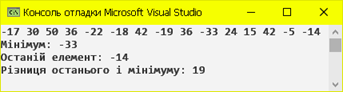 Консоль отладки Microsoft Visual Studio
-17 30 50 36 -22 -18 42 -19 36 -33 24 15 42 -5 -14
Мінімум: -33
Останій елемент: -14
Різниця останього і мінімуму: 19